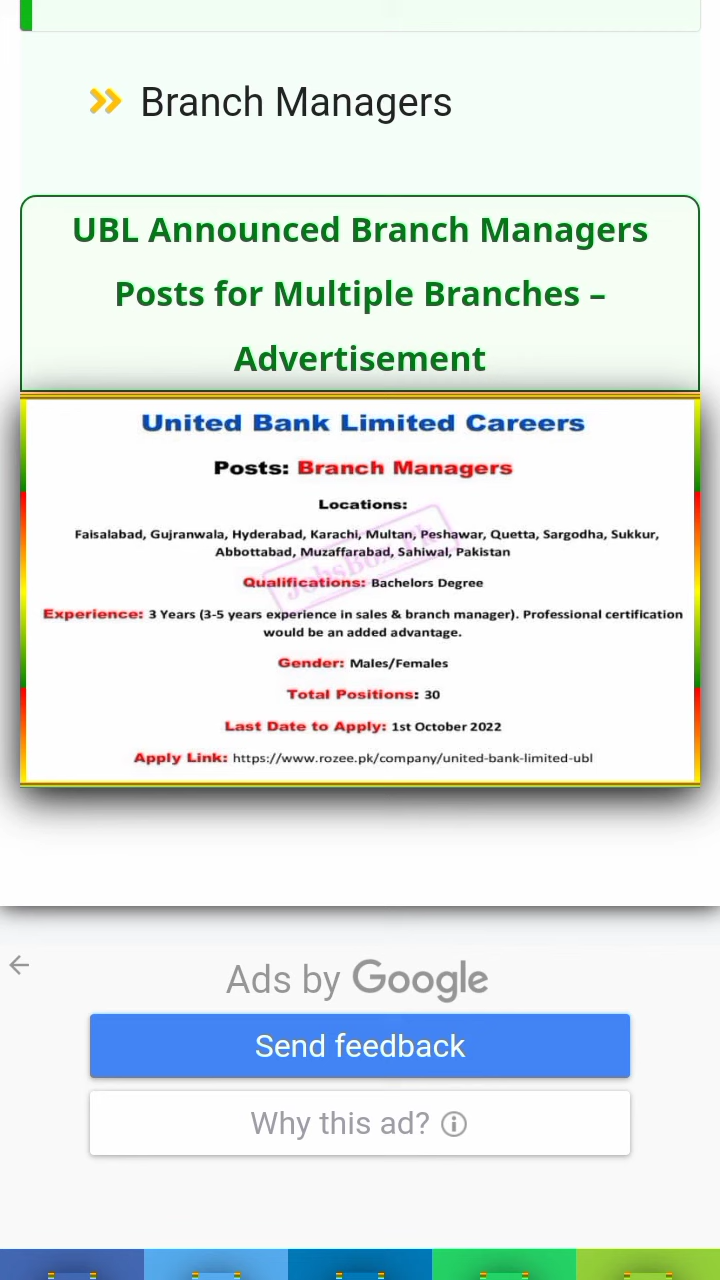 Branch Managers
UBL Announced Branch Managers
Posts for Multiple Branches –
Advertisement
United Bank Limited Careers
Posts: Branch Managers
Locations:
Faisalabad, Gujranwala, Hyderabad, Karachi, Multan, Peshawar, Quetta, Sargodha, Sukkur,
Abbottabad, Muzaffarabad, Sahiwal, Pakistan
Qualifications: Bachelors Degree
Experience: 3 Years (3-5 years experience in sales & branch manager). Professional certification
would be an added advantage.
Gender: Males/Females
Total Positions: 30
Last Date to Apply: 1st October 2022
Apply Link: https://www.rozee.pk/company/united-bank-limited-ubl
Ads by Google
Send feedback
Why this ad?